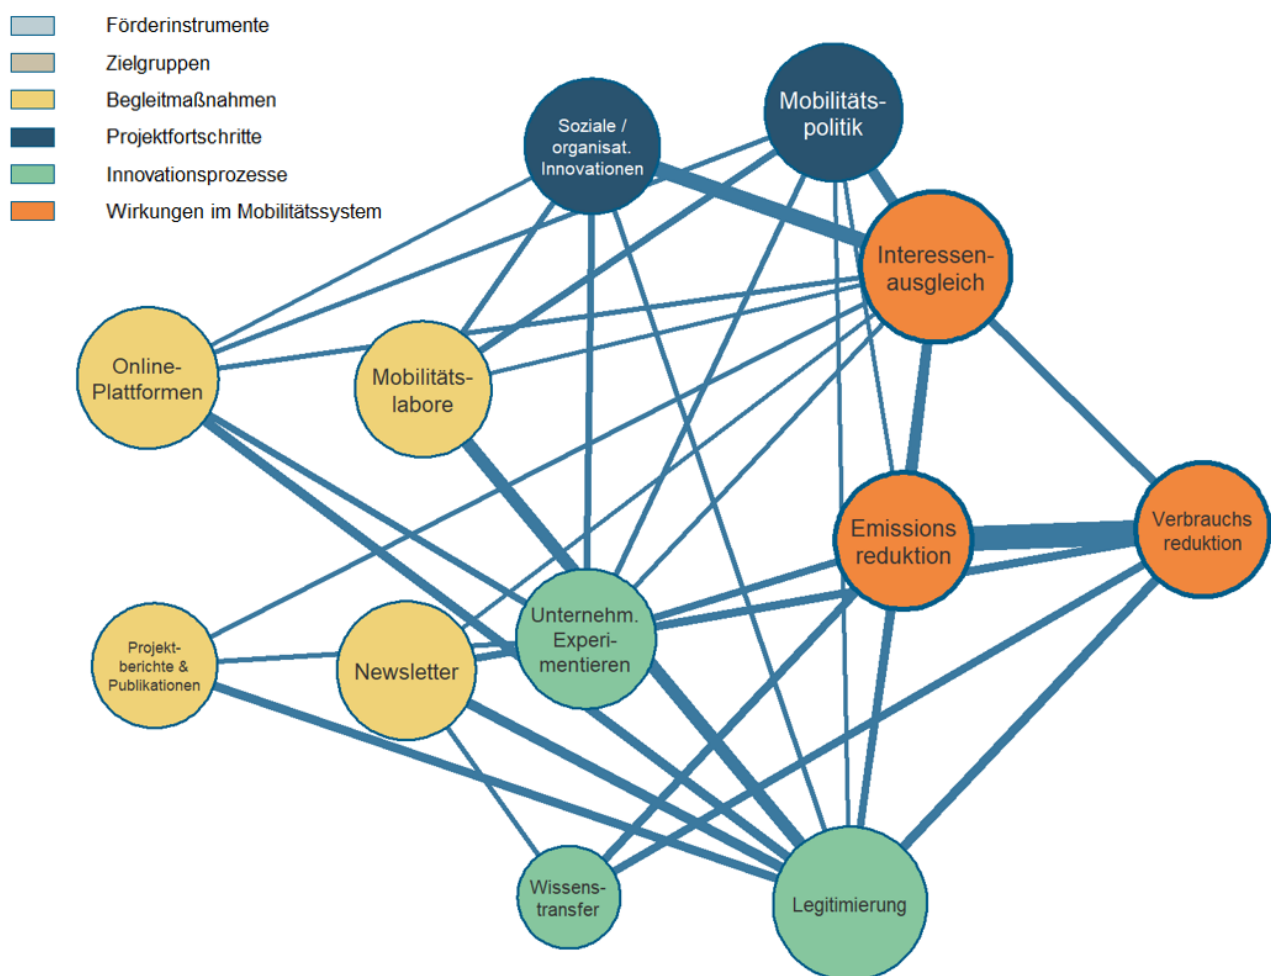 Förderinstrumente
Zielgruppen
Begleitmaßnahmen
Projektfortschritte
Innovationsprozesse
Wirkungen im Mobilitätssystem
Mobilitäts-
politik
Soziale /
organisat.
Innovationen
Interessen-
ausgleich
Online-
Plattformen
Mobilitäts-
labore
Emissions
reduktion
Verbrauchs
reduktion
Unternehm.
Experi-
mentieren
Projekt-
berichte &
Publikationen
Newsletter
Wissens-
transfer
Legitimierung